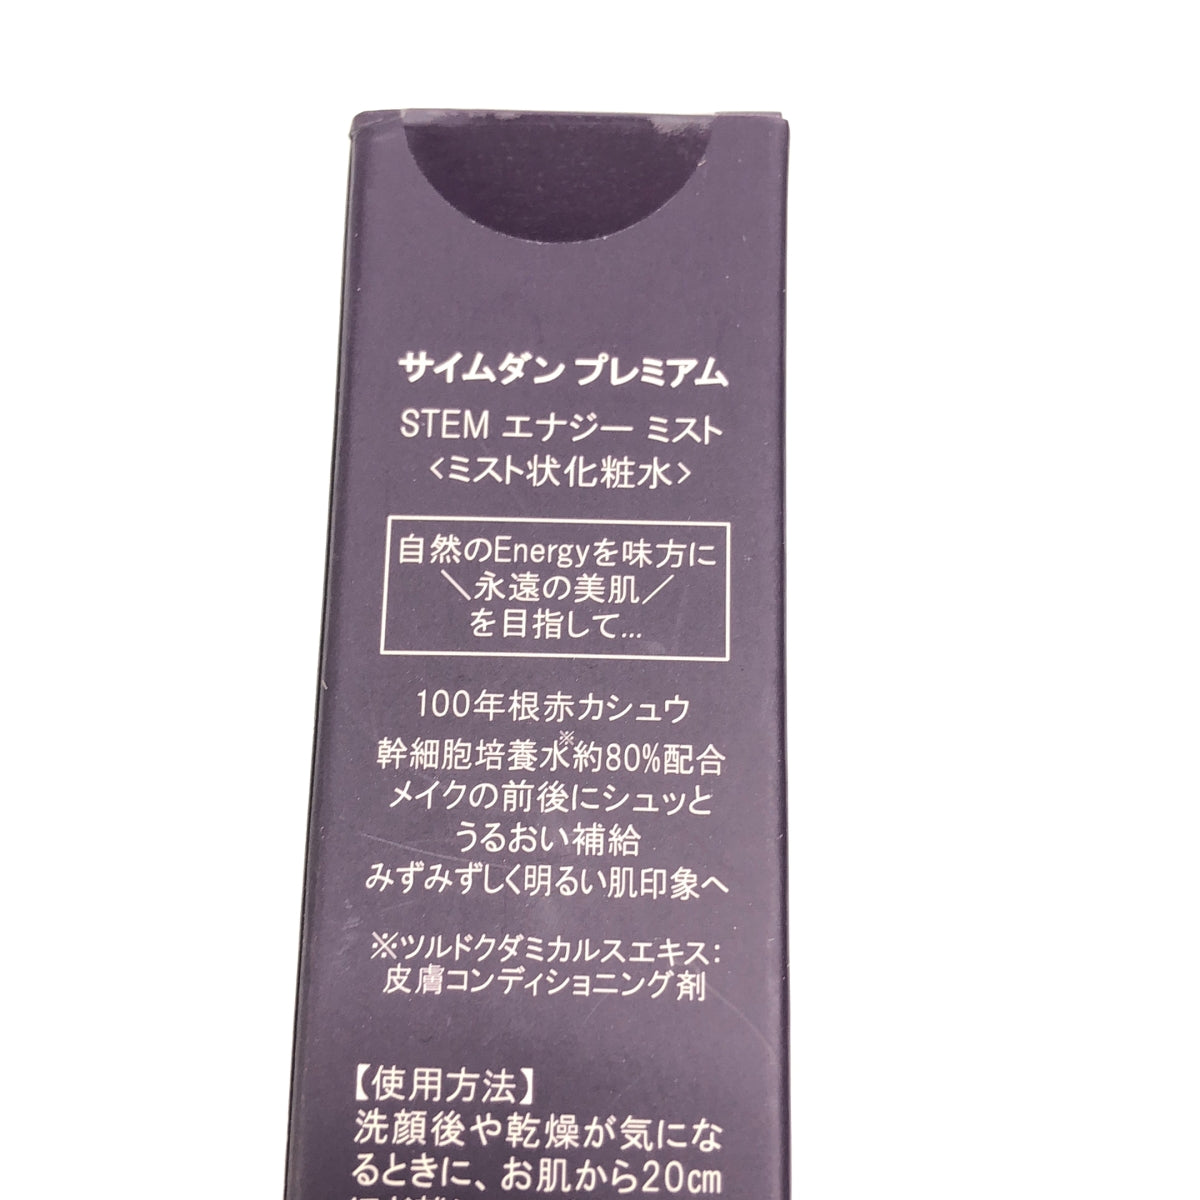 サイムダン プレミアム
STEM エナジー ミスト
<ミスト状化粧水>
自然のEnergyを味方に
＼永遠の美肌／
を目指して...
100年根赤カシュウ
幹細胞培養水※約80%配合
メイクの前後にシュッと
うるおい補給
みずみずしく明るい肌印象へ
※ツルドクダミカルスエキス:
皮膚コンディショニング剤
【使用方法】
洗顔後や乾燥が気にな
るときに、お肌から20cm